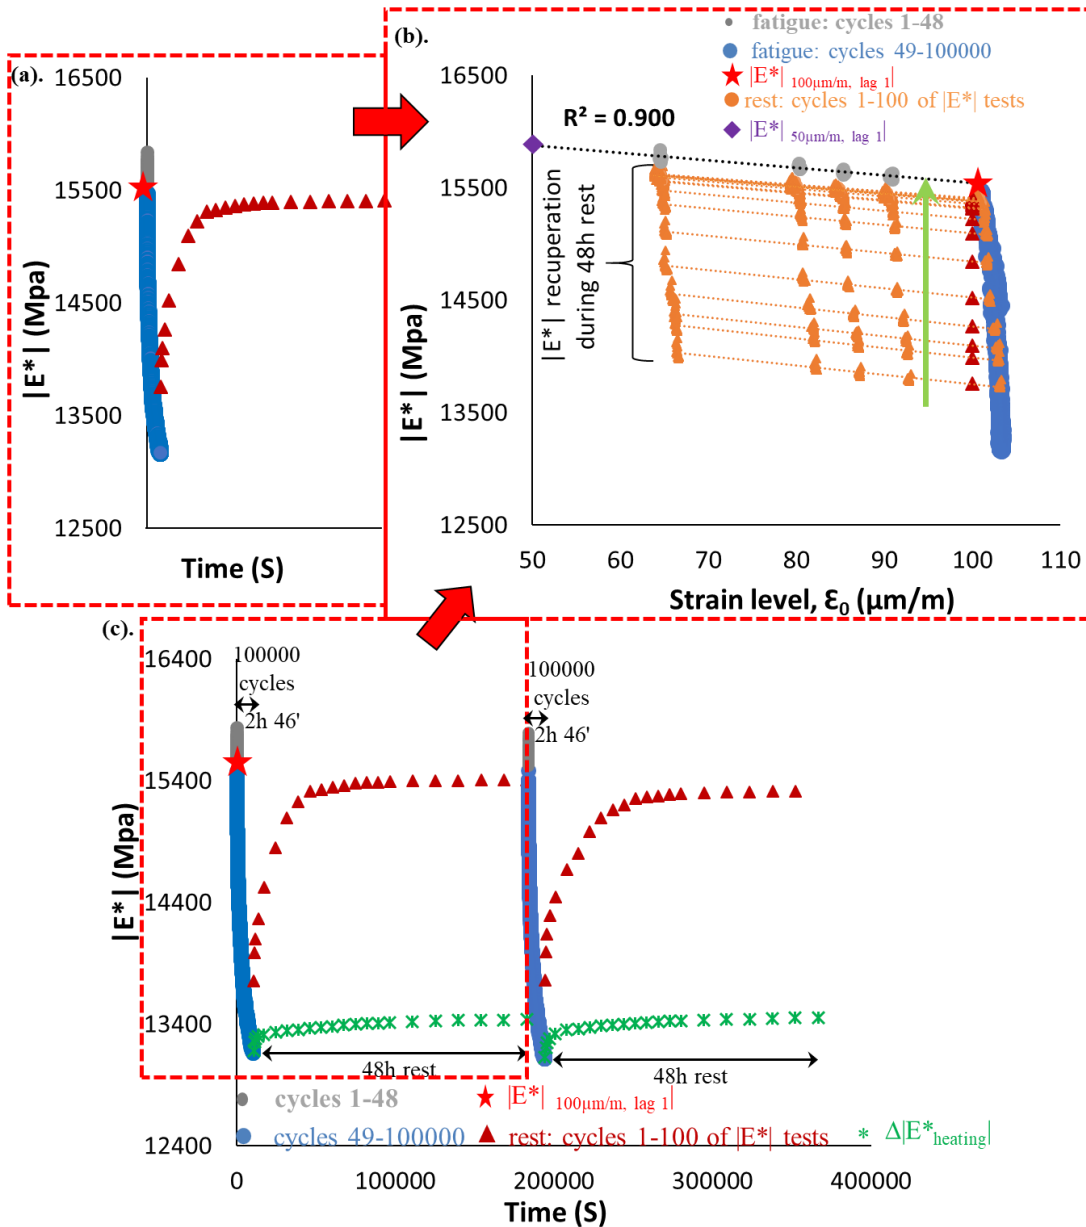 (a).
16500
15500
14500
13500
12500
|E*| (Mpa)
Time (S)
(b).
fatigue: cycles 1-48
fatigue: cycles 49-100000
|E*| 100µm/m, lag 1|
rest: cycles 1-100 of |E*| tests
|E*| 50µm/m, lag 1|
R² = 0.900
16500
15500
14500
13500
12500
|E*| (Mpa)
|E*| recuperation
during 48h rest
50
60
70
80
90
100
110
Strain level, Ɛ0 (µm/m)
(c).
16400
15400
14400
13400
12400
|E*| (Mpa)
100000
cycles
2h 46'
100000
cycles
2h 46'
48h rest
48h rest
cycles 1-48
|E*| 100µm/m, lag 1|
cycles 49-100000
rest: cycles 1-100 of |E*| tests
Δ|E*heating|
0
100000
200000
300000
400000
Time (S)